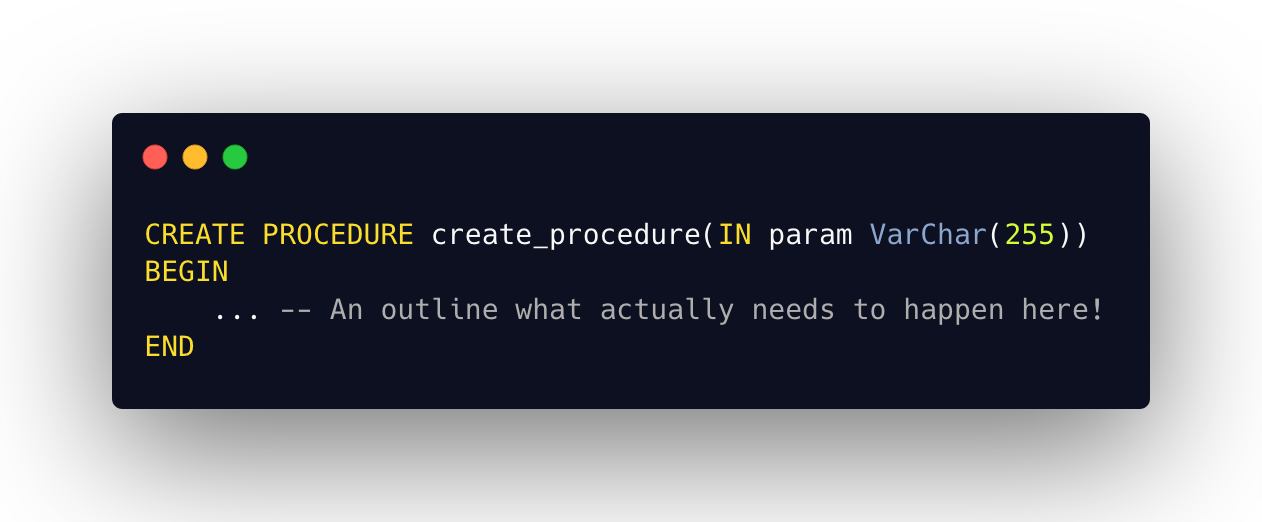 CREATE PROCEDURE create_procedure(IN param VarChar(255))
BEGIN
    ... -- An outline what actually needs to happen here!
END